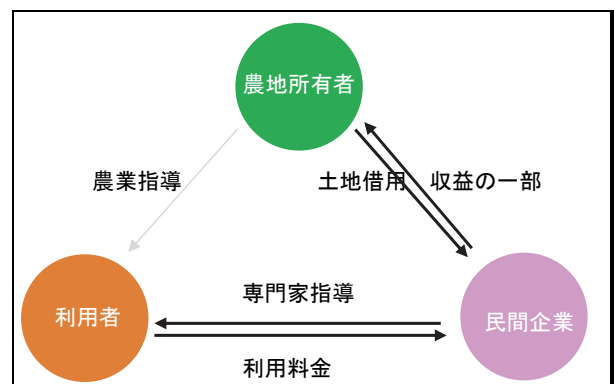 農地所有者
農業指導
土地借用
収益の一部
専門家指導
利用者
民間企業
利用料金